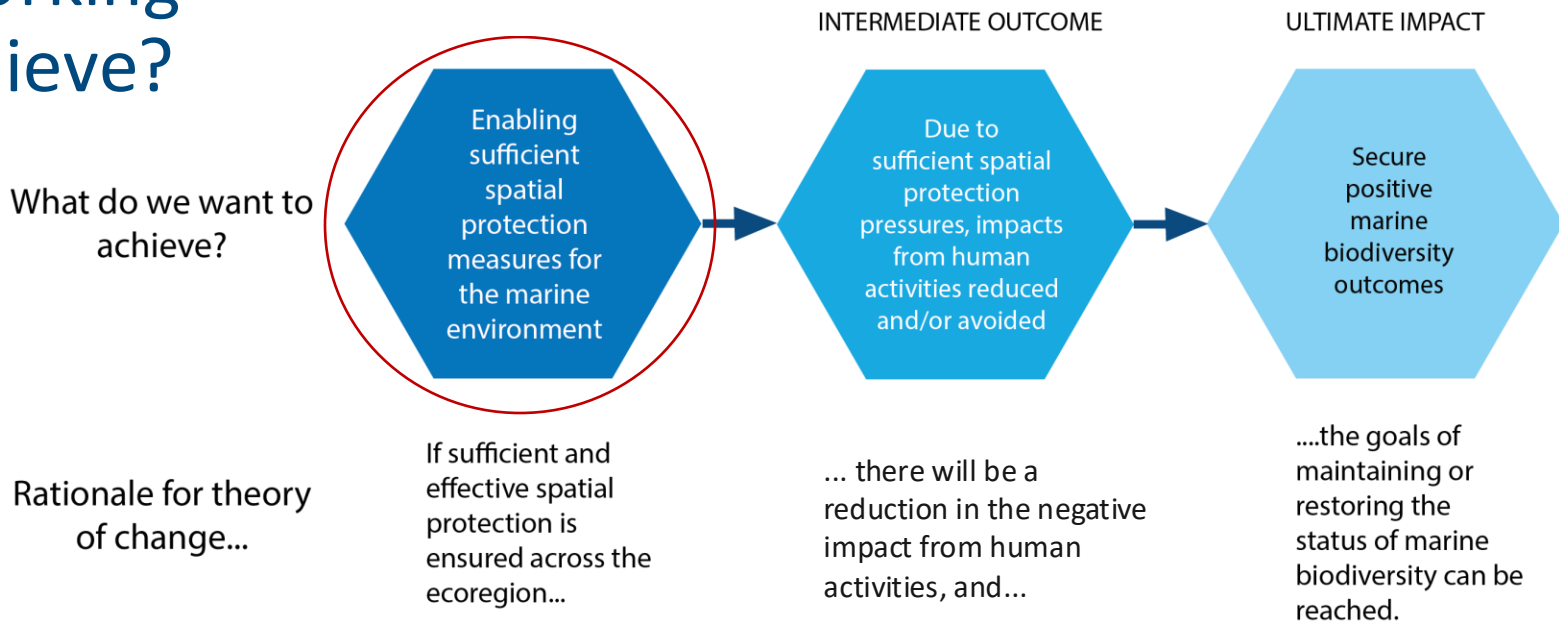 ieve?
INTERMEDIATE OUTCOME
ULTIMATE IMPACT
What do we want to
achieve?
Enabling
sufficient
spatial
protection
measures for
the marine
environment
Due to
sufficient spatial
protection
pressures, impacts
from human
activities reduced
and/or avoided
Secure
positive
marine
biodiversity
outcomes
Rationale for theory
of change...
If sufficient and
effective spatial
protection is
ensured across the
ecoregion...
... there will be a
reduction in the negative
impact from human
activities, and...
....the goals of
maintaining or
restoring the
status of marine
biodiversity can be
reached.